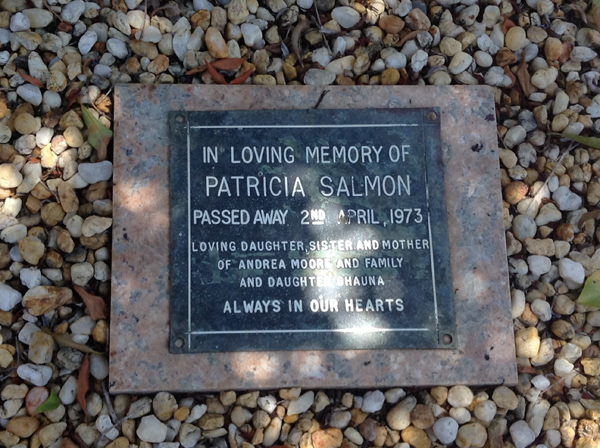 IN LOVING MEMORY OF
PATRICIA SALMON
PASSED AWAY 2ND APRIL, 1973
LOVING DAUGHTER, SISTER AND MOTHER
OF ANDREA MOORE AND FAMILY
AND DAUGHTER SHAUNA
ALWAYS IN OUR HEARTS